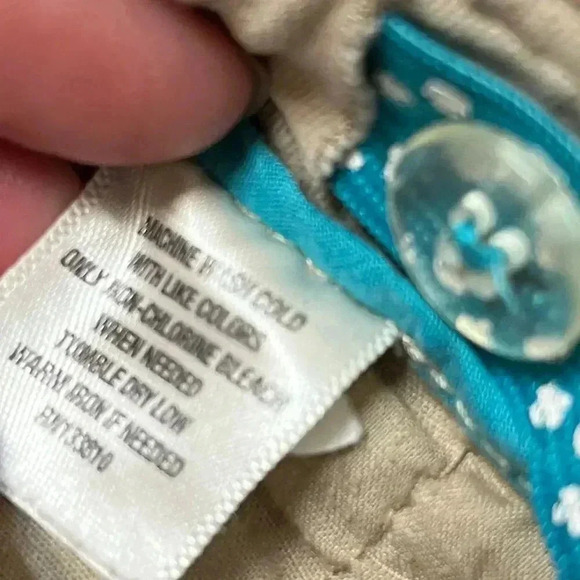 MACHINE WASH COLD
WITH LIKE COLORS
ONLY NON-CHLORINE BLEACH
WHEN NEEDED
TUMBLE DRY LOW
WARM IRON IF NEEDED